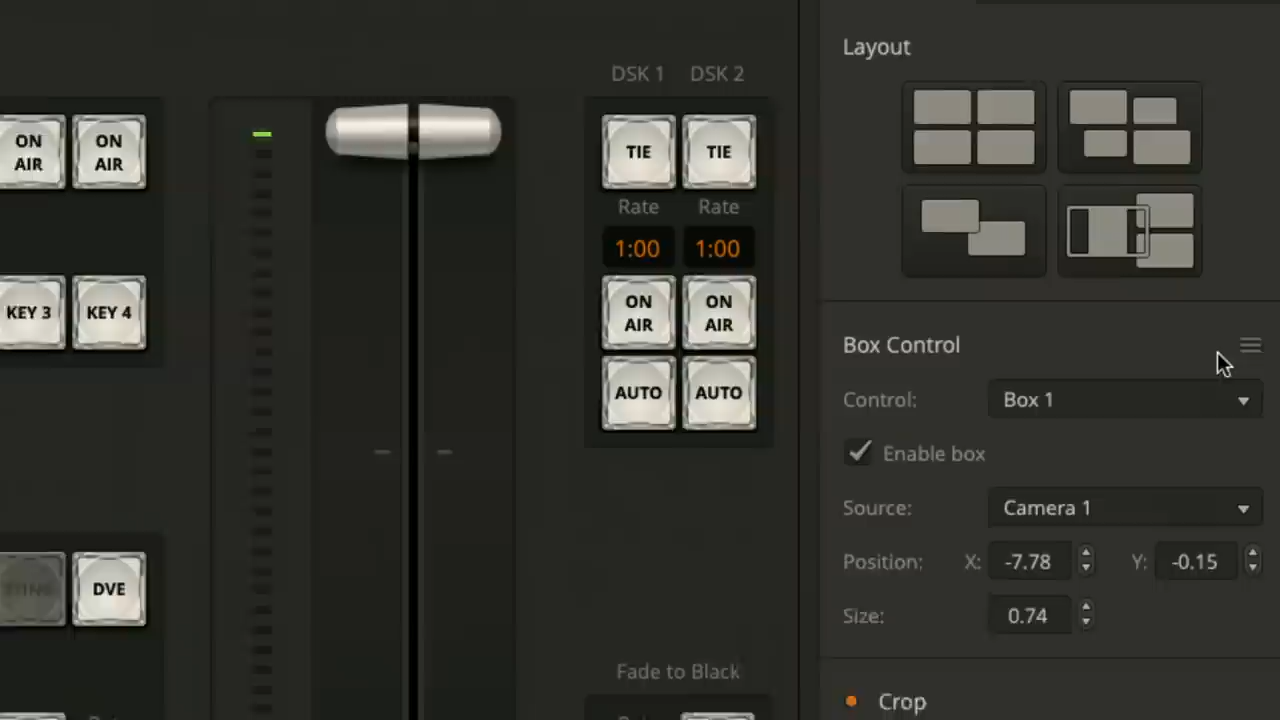 DSK 1 DSK 2
ON AIR
ON AIR
TIE TIE
Rate Rate
1:00 1:00
KEY 3 KEY 4
ON AIR
ON AIR
AUTO AUTO
DVE
Fade to Black
Layout
Box Control
Control: Box 1
Enable box
Source: Camera 1
Position: X: -7.78 Y: -0.15
Size: 0.74
Crop